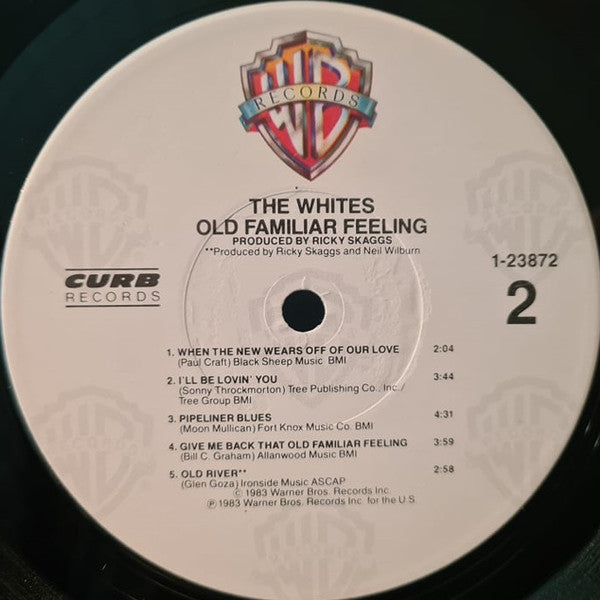 WB
RECORDS
THE WHITES
OLD FAMILIAR FEELING
PRODUCED BY RICKY SKAGGS
**Produced by Ricky Skaggs and Neil Wilburn
CURB
RECORDS
1-23872
2
1. WHEN THE NEW WEARS OFF OF OUR LOVE 2:04
(Paul Craft) Black Sheep Music BMI
2. I'LL BE LOVIN' YOU 3:44
(Sonny Throckmorton) Tree Publishing Co., Inc./
Tree Group BMI
3. PIPELINER BLUES 4:31
(Moon Mullican) Fort Knox Music Co. BMI
4. GIVE ME BACK THAT OLD FAMILIAR FEELING 3:59
(Bill C. Graham) Allanwood Music BMI
5. OLD RIVER** 2:58
(Glen Goza) Ironside Music ASCAP
© 1983 Warner Bros. Records Inc.
℗ 1983 Warner Bros. Records Inc. for the U.S.